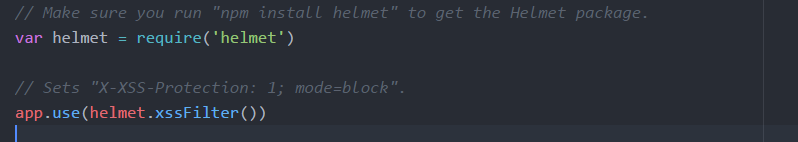 // Make sure you run "npm install helmet" to get the Helmet package.
var helmet = require('helmet')
// Sets "X-XSS-Protection: 1; mode=block".
app.use(helmet.xssFilter())